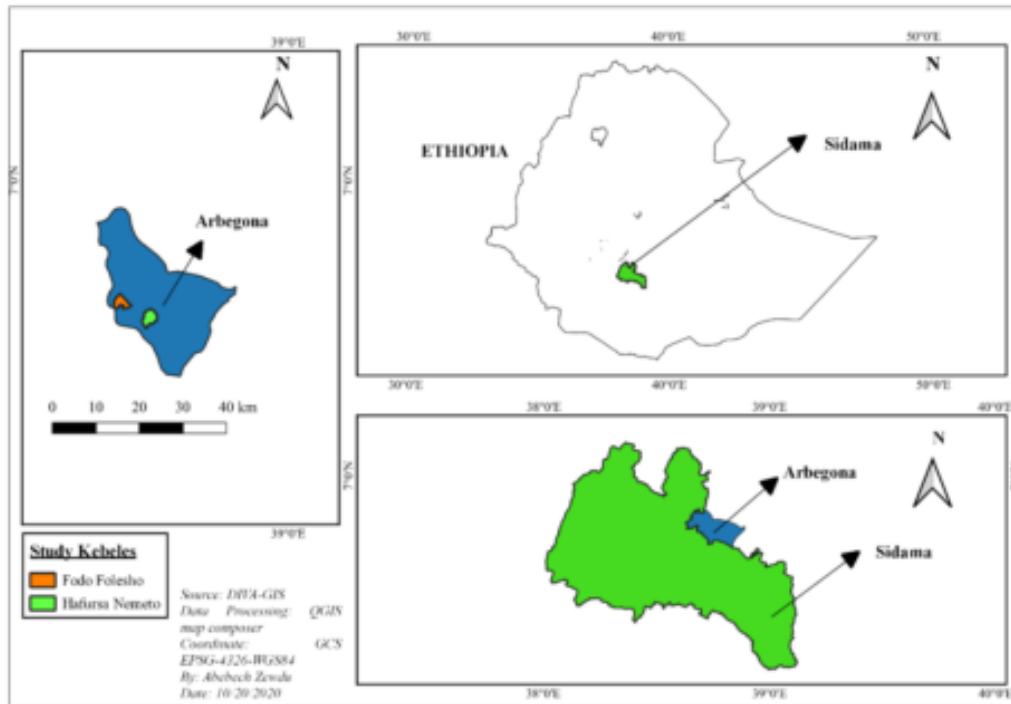 39°0'E
N
7°0'N
Arbegona
0 10 20 30 40 km
7°0'N
39°0'E
Study Kebeles
Fodo Folesho
Hafursa Nemeto
Source: DIVA-GIS
Data Processing: QGIS
map composer
Coordinate: GCS
EPSG-4326-WGS84
By: Abebech Zewdu
Date: 10/20/2020
30°0'E 40°0'E 50°0'E
N
ETHIOPIA
Sidama
30°0'E 40°0'E 50°0'E
38°0'E 39°0'E 40°0'E
N
Arbegona
Sidama
7°0'N
38°0'E 39°0'E 40°0'E